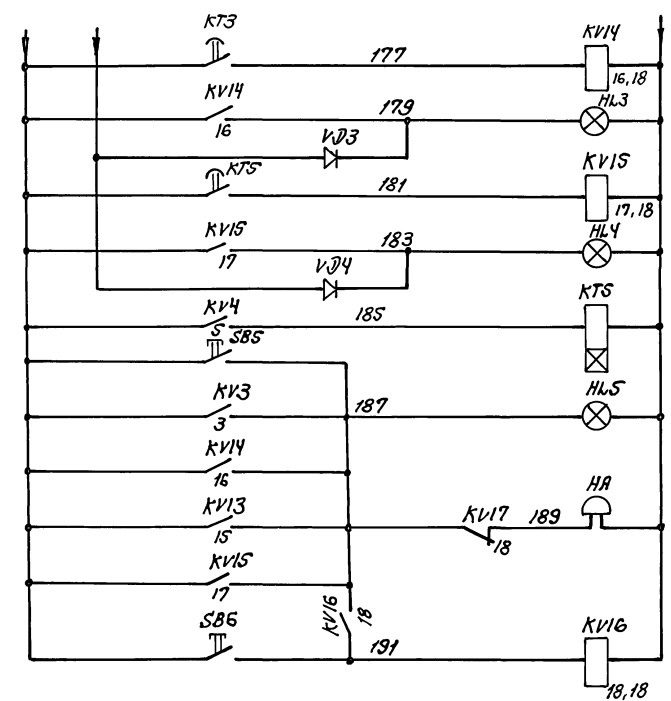 KT3
177
KV14
16,18
KV14
16
179
HL3
VD3
KT5
181
KV15
17,18
KV15
17
183
HL4
VD4
KV4
5
185
KT5
SB5
KV3
3
187
HL5
KV14
16
KV13
15
KV17
18
189
HA
KV15
17
KV16
18
SB6
191
KV16
18,18